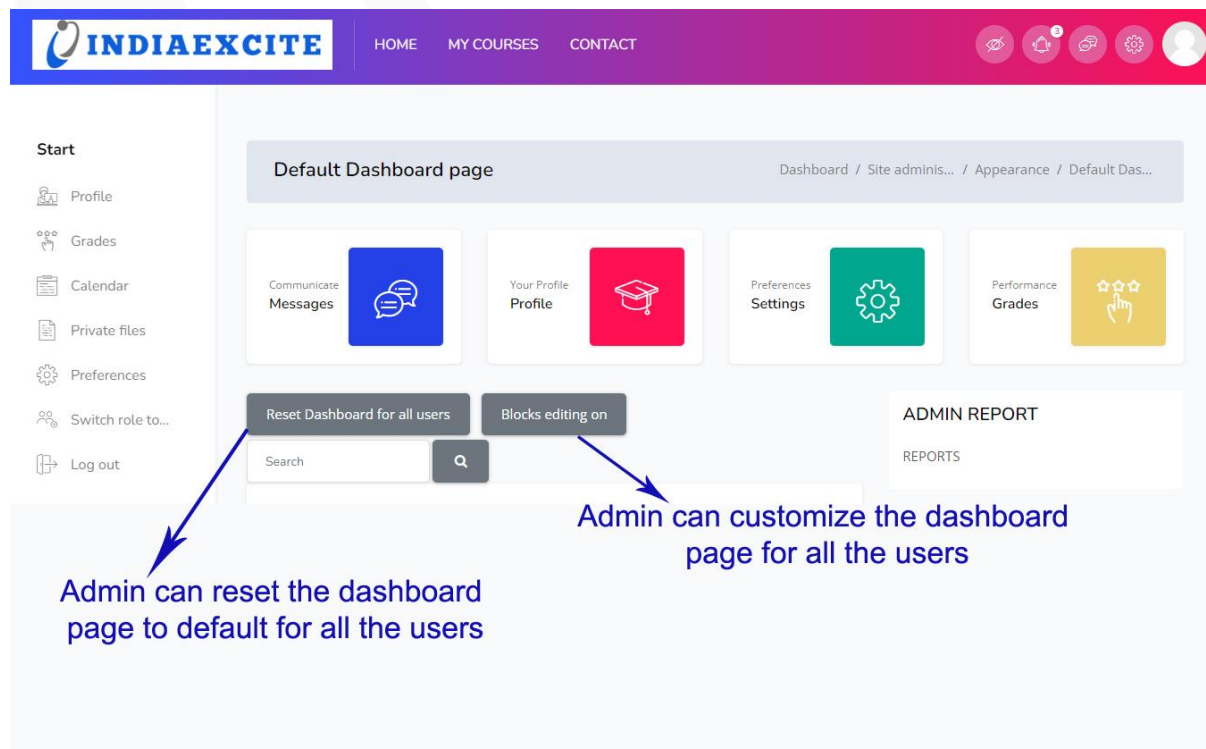 INDIAEXCITE
HOME MY COURSES CONTACT
3
Start
Profile
Grades
Calendar
Private files
Preferences
Switch role to...
Log out
Default Dashboard page
Dashboard / Site adminis... / Appearance / Default Das...
Communicate
Messages
Your Profile
Profile
Preferences
Settings
Performance
Grades
Reset Dashboard for all users
Blocks editing on
Search
ADMIN REPORT
REPORTS
Admin can customize the dashboard
page for all the users
Admin can reset the dashboard
page to default for all the users